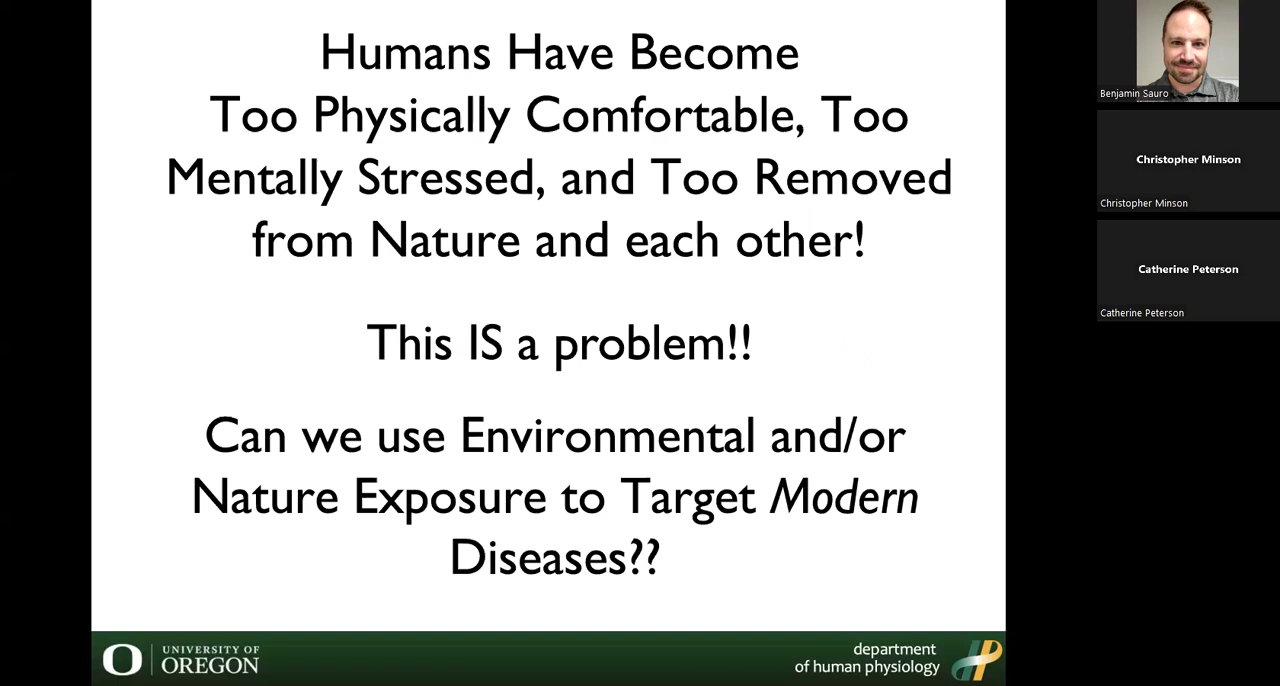 Humans Have Become
Too Physically Comfortable, Too
Mentally Stressed, and Too Removed
from Nature and each other!
This IS a problem!!
Can we use Environmental and/or
Nature Exposure to Target Modern
Diseases??
UNIVERSITY OF
OREGON
department
of human physiology
Benjamin Sauro
Christopher Minson
Christopher Minson
Catherine Peterson
Catherine Peterson